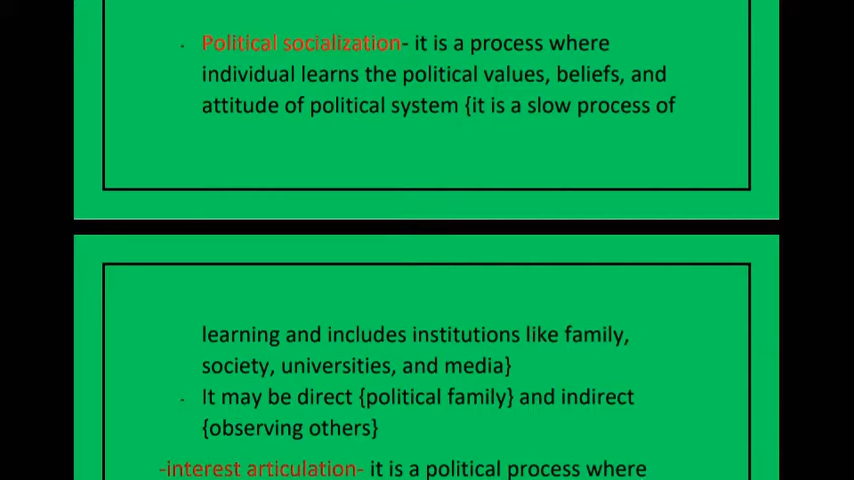 Political socialization- it is a process where
individual learns the political values, beliefs, and
attitude of political system {it is a slow process of
learning and includes institutions like family,
society, universities, and media}
It may be direct {political family} and indirect
{observing others}
-interest articulation- it is a political process where